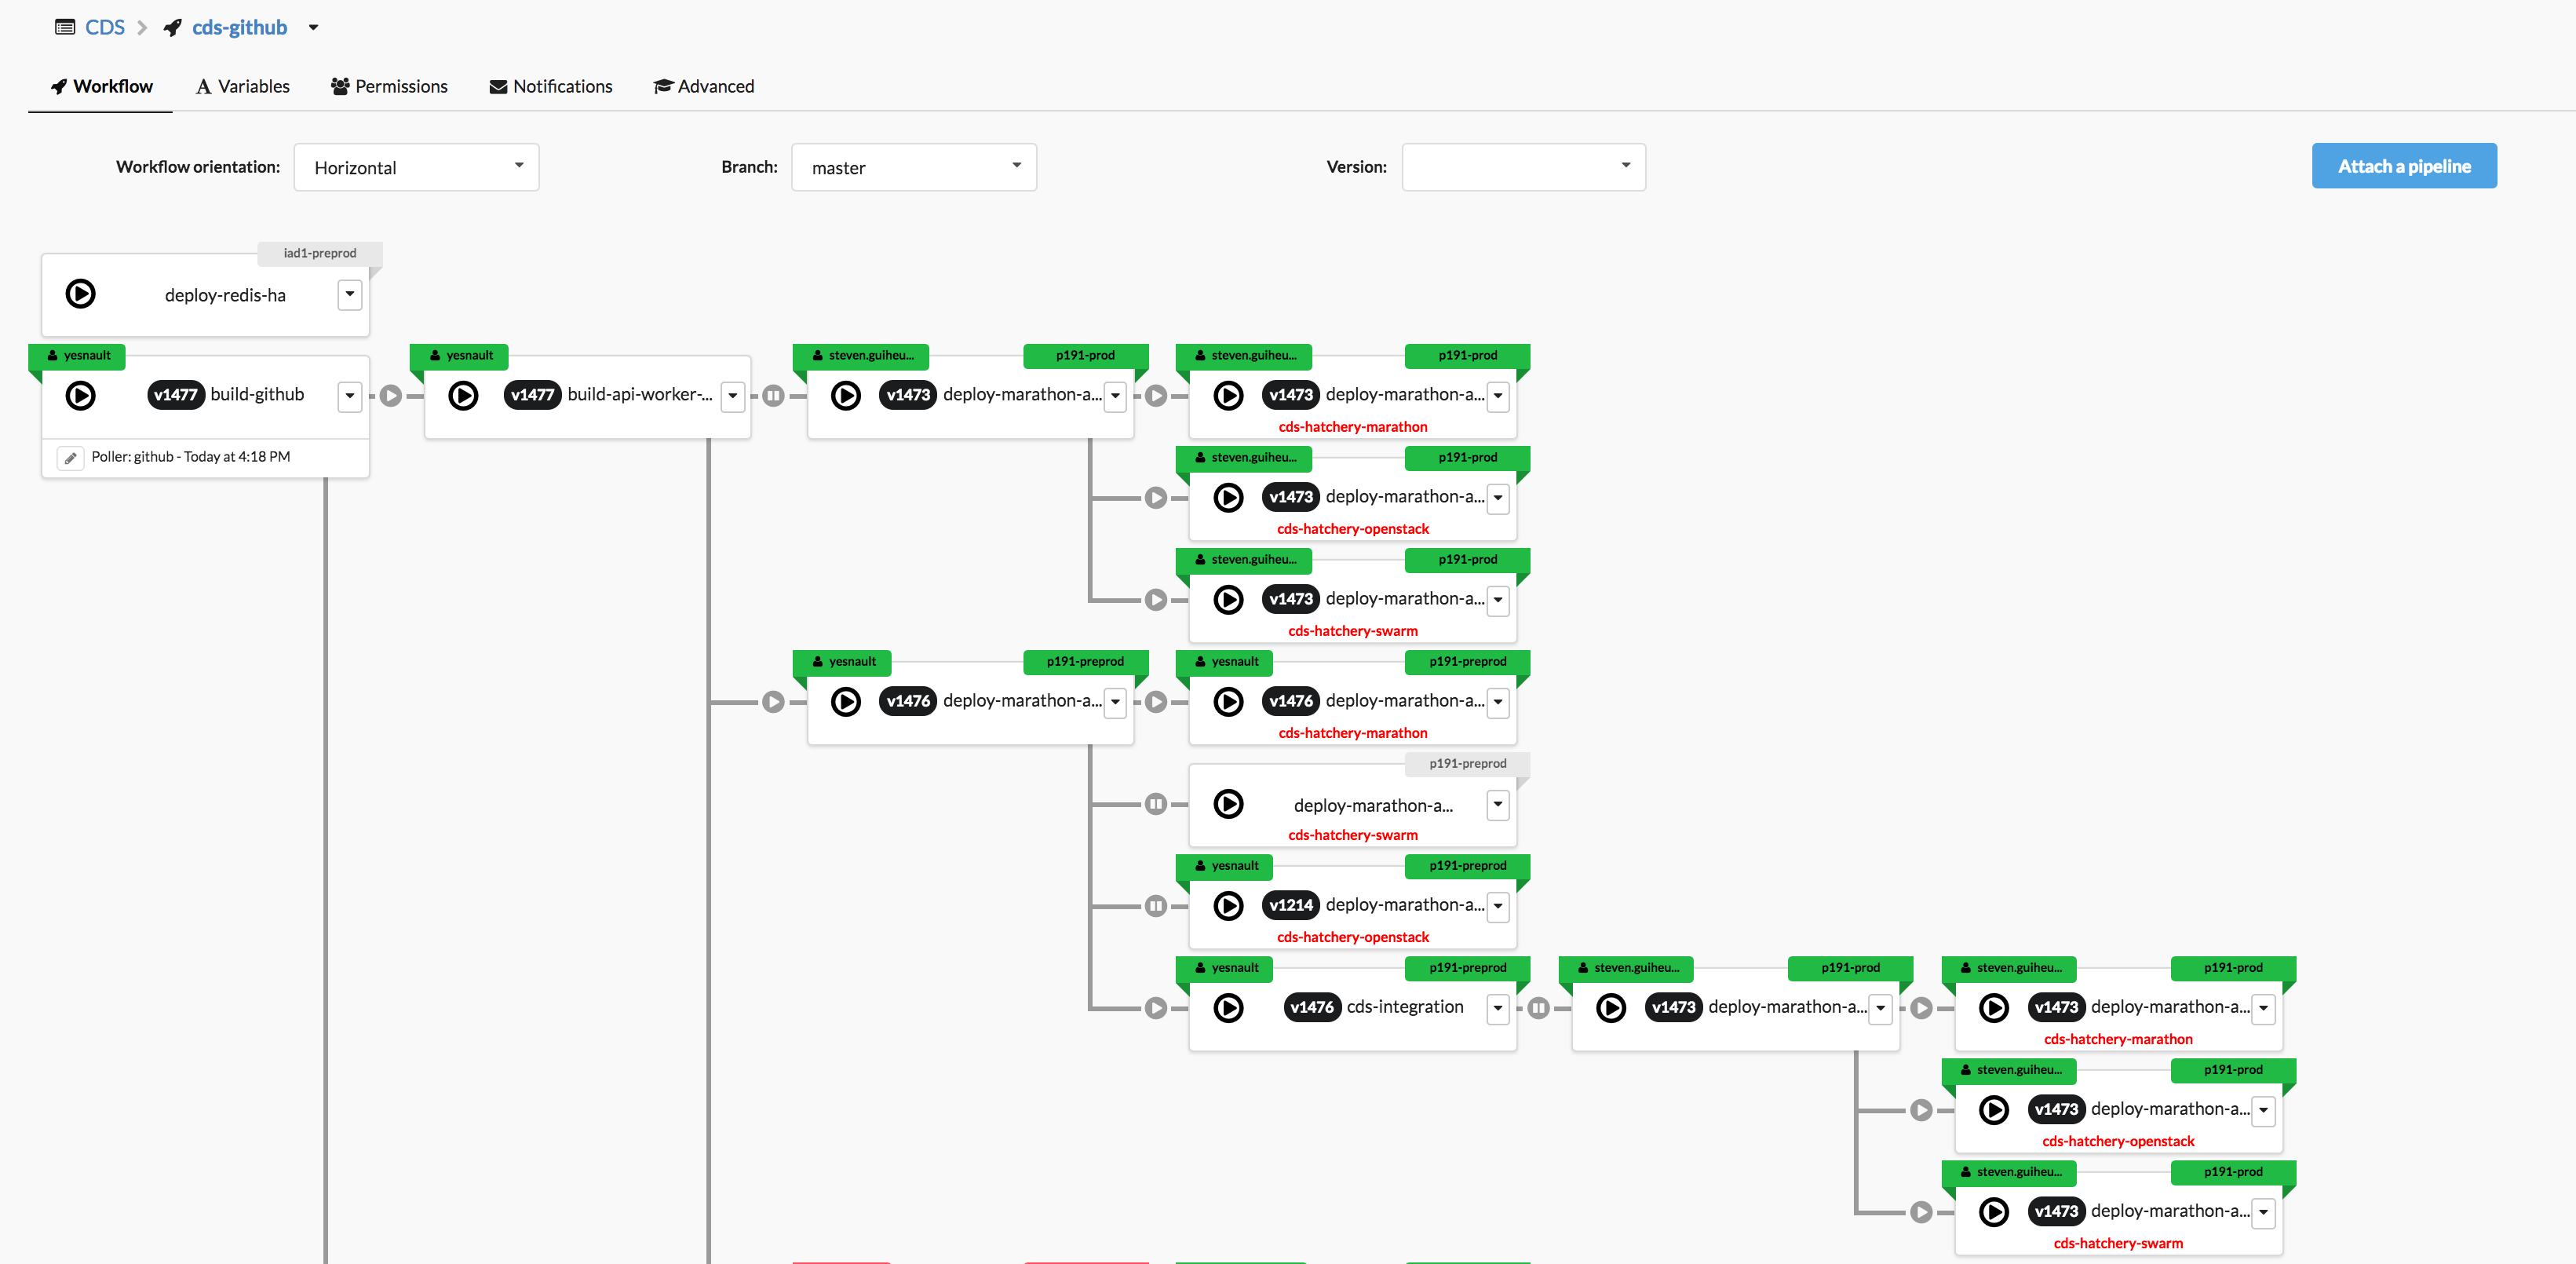 CDS > cds-github
Workflow Variables Permissions Notifications Advanced
Workflow orientation: Horizontal Branch: master Version: Attach a pipeline
iad1-preprod
deploy-redis-ha
yesnault
v1477 build-github
Poller: github - Today at 4:18 PM
yesnault
v1477 build-api-worker-...
steven.guiheu... p191-prod
v1473 deploy-marathon-a...
steven.guiheu... p191-prod
v1473 deploy-marathon-a...
cds-hatchery-marathon
steven.guiheu... p191-prod
v1473 deploy-marathon-a...
cds-hatchery-openstack
steven.guiheu... p191-prod
v1473 deploy-marathon-a...
cds-hatchery-swarm
yesnault p191-preprod
v1476 deploy-marathon-a...
yesnault p191-preprod
v1476 deploy-marathon-a...
cds-hatchery-marathon
p191-preprod
deploy-marathon-a...
cds-hatchery-swarm
yesnault p191-preprod
v1214 deploy-marathon-a...
cds-hatchery-openstack
yesnault p191-preprod
v1476 cds-integration
steven.guiheu... p191-prod
v1473 deploy-marathon-a...
steven.guiheu... p191-prod
v1473 deploy-marathon-a...
cds-hatchery-marathon
steven.guiheu... p191-prod
v1473 deploy-marathon-a...
cds-hatchery-openstack
steven.guiheu... p191-prod
v1473 deploy-marathon-a...
cds-hatchery-swarm